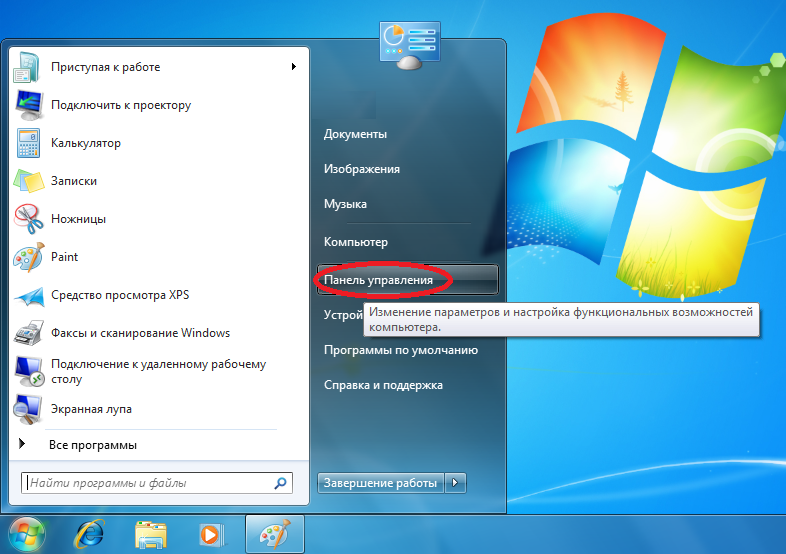 Приступая к работе
Подключить к проектору
Калькулятор
Записки
Ножницы
Paint
Средство просмотра XPS
Факсы и сканирование Windows
Подключение к удаленному рабочему
столу
Экранная лупа
Все программы
Найти программы и файлы
Документы
Изображения
Музыка
Компьютер
Панель управления
Устрой
Изменение параметров и настройка функциональных возможностей
компьютера.
Программы по умолчанию
Справка и поддержка
Завершение работы